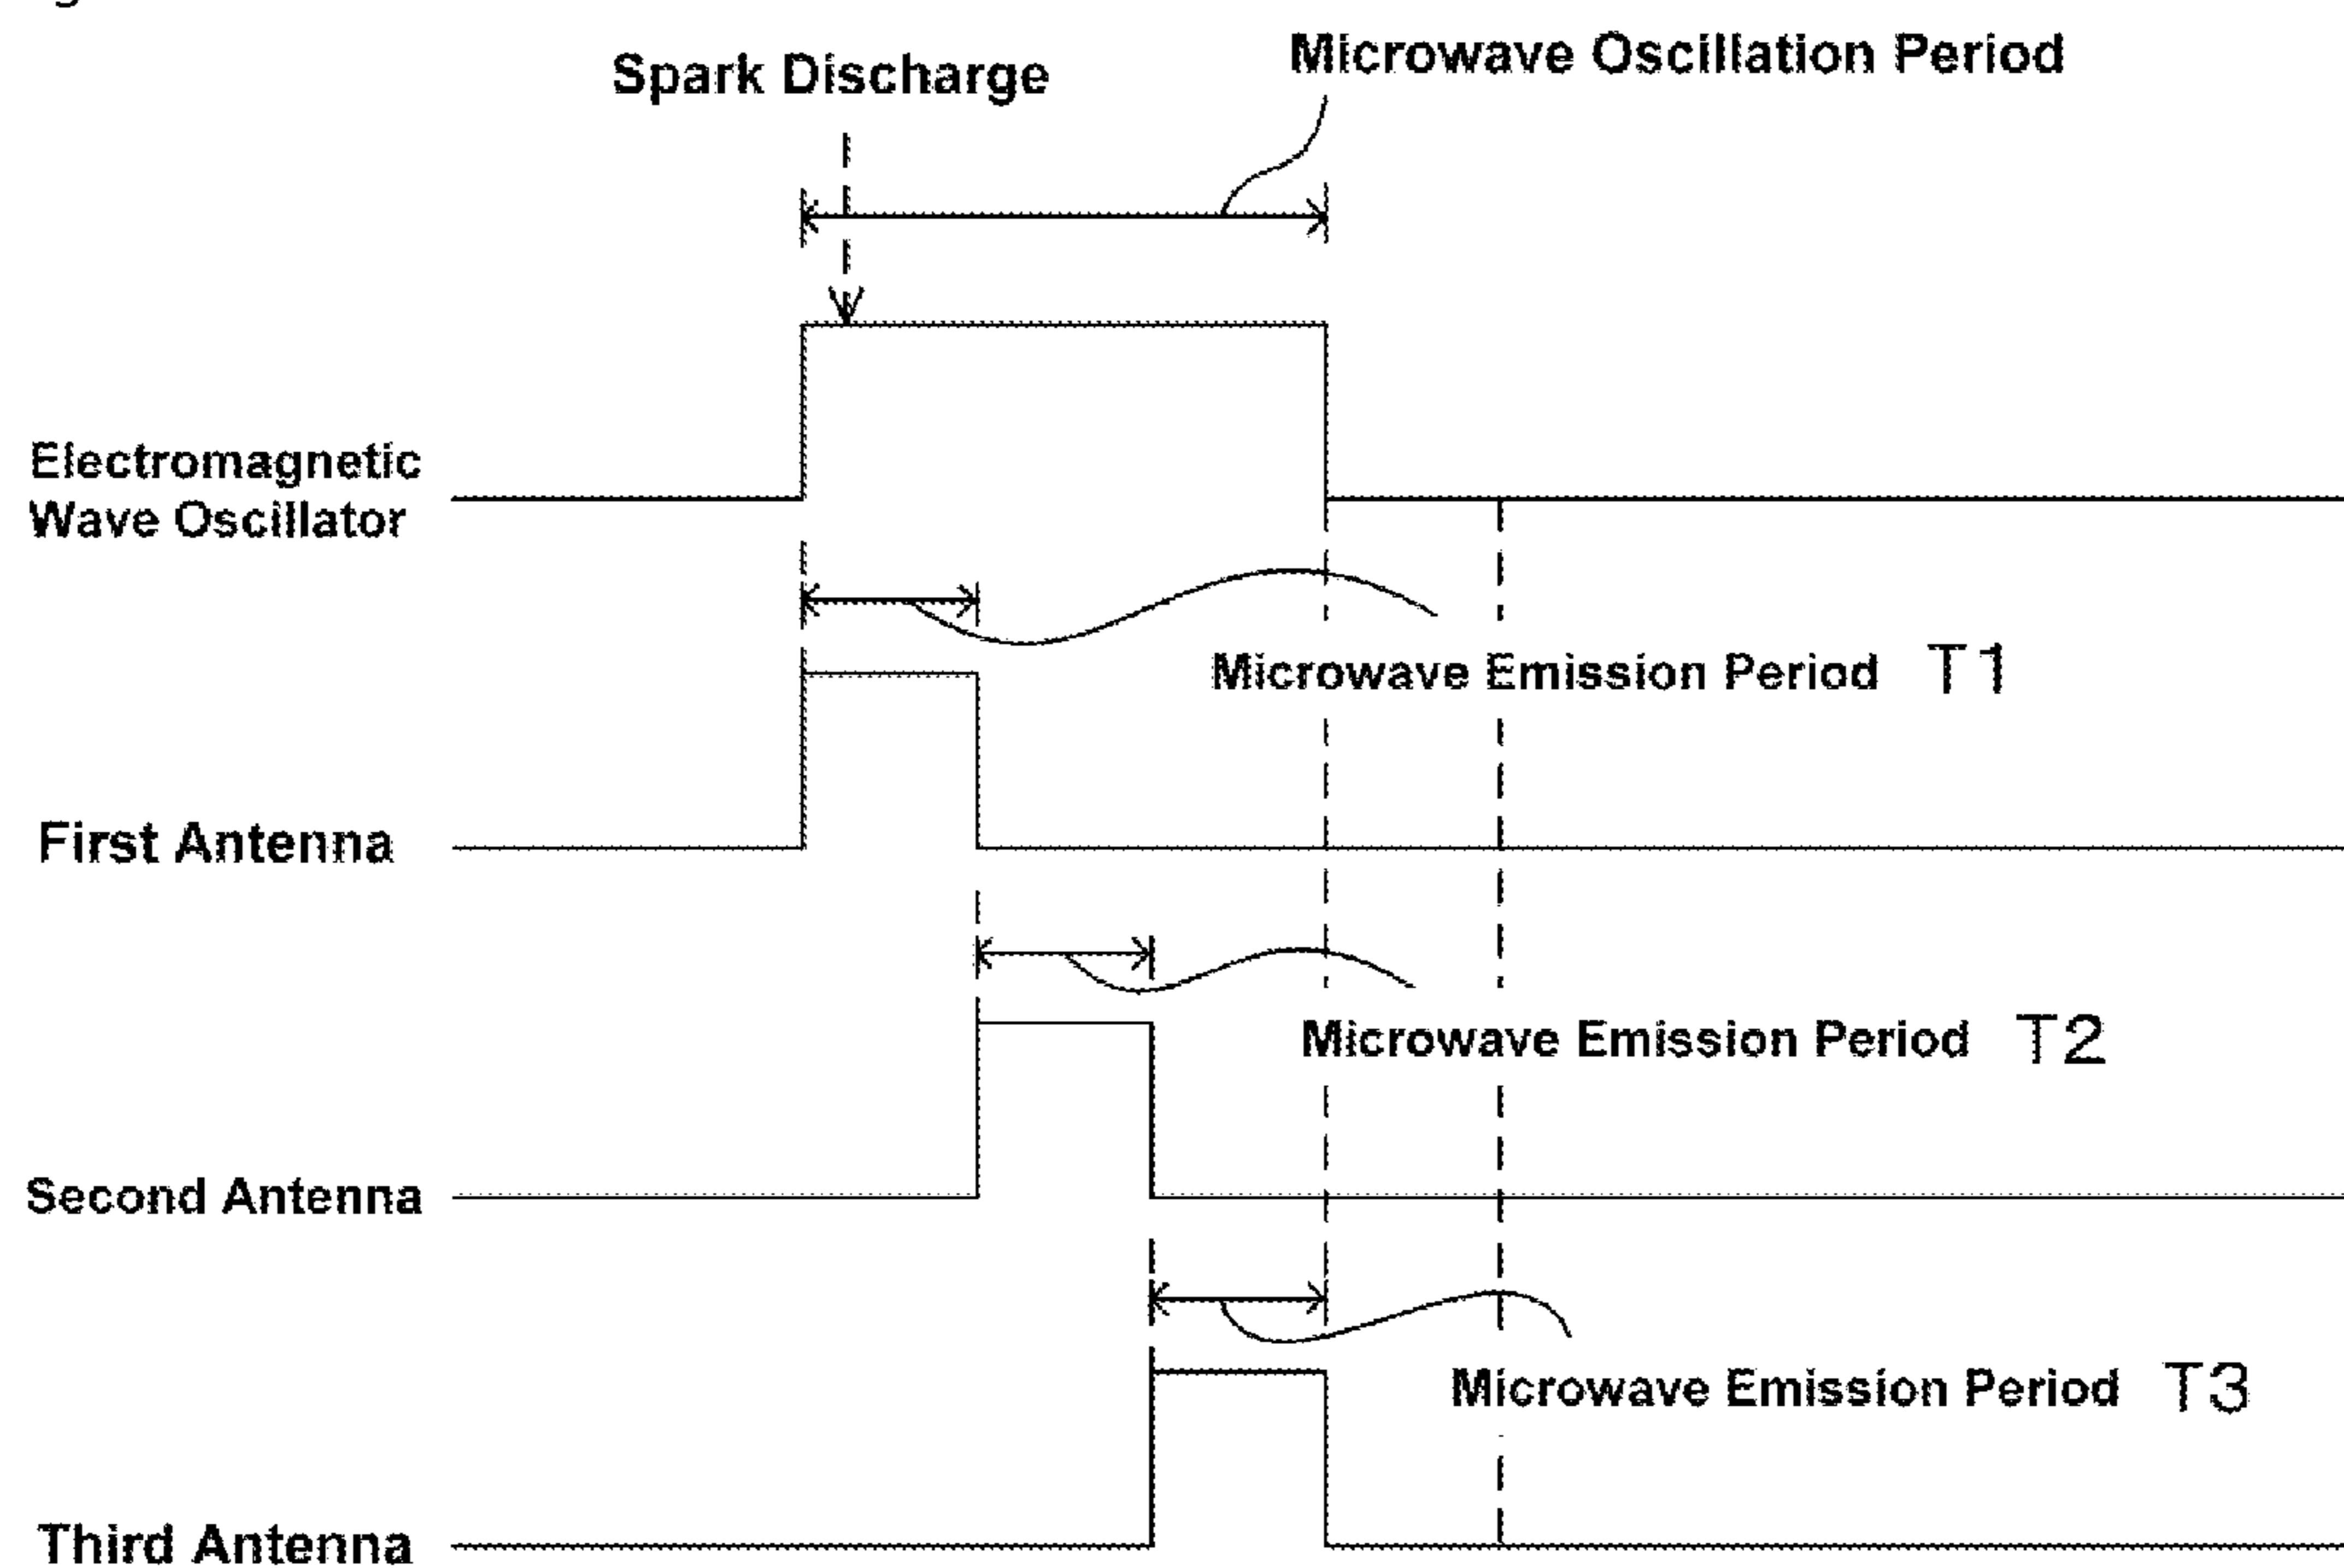 Spark Discharge
Microwave Oscillation Period
Electromagnetic
Wave Oscillator
Microwave Emission Period T1
First Antenna
Microwave Emission Period T2
Second Antenna
Microwave Emission Period T3
Third Antenna